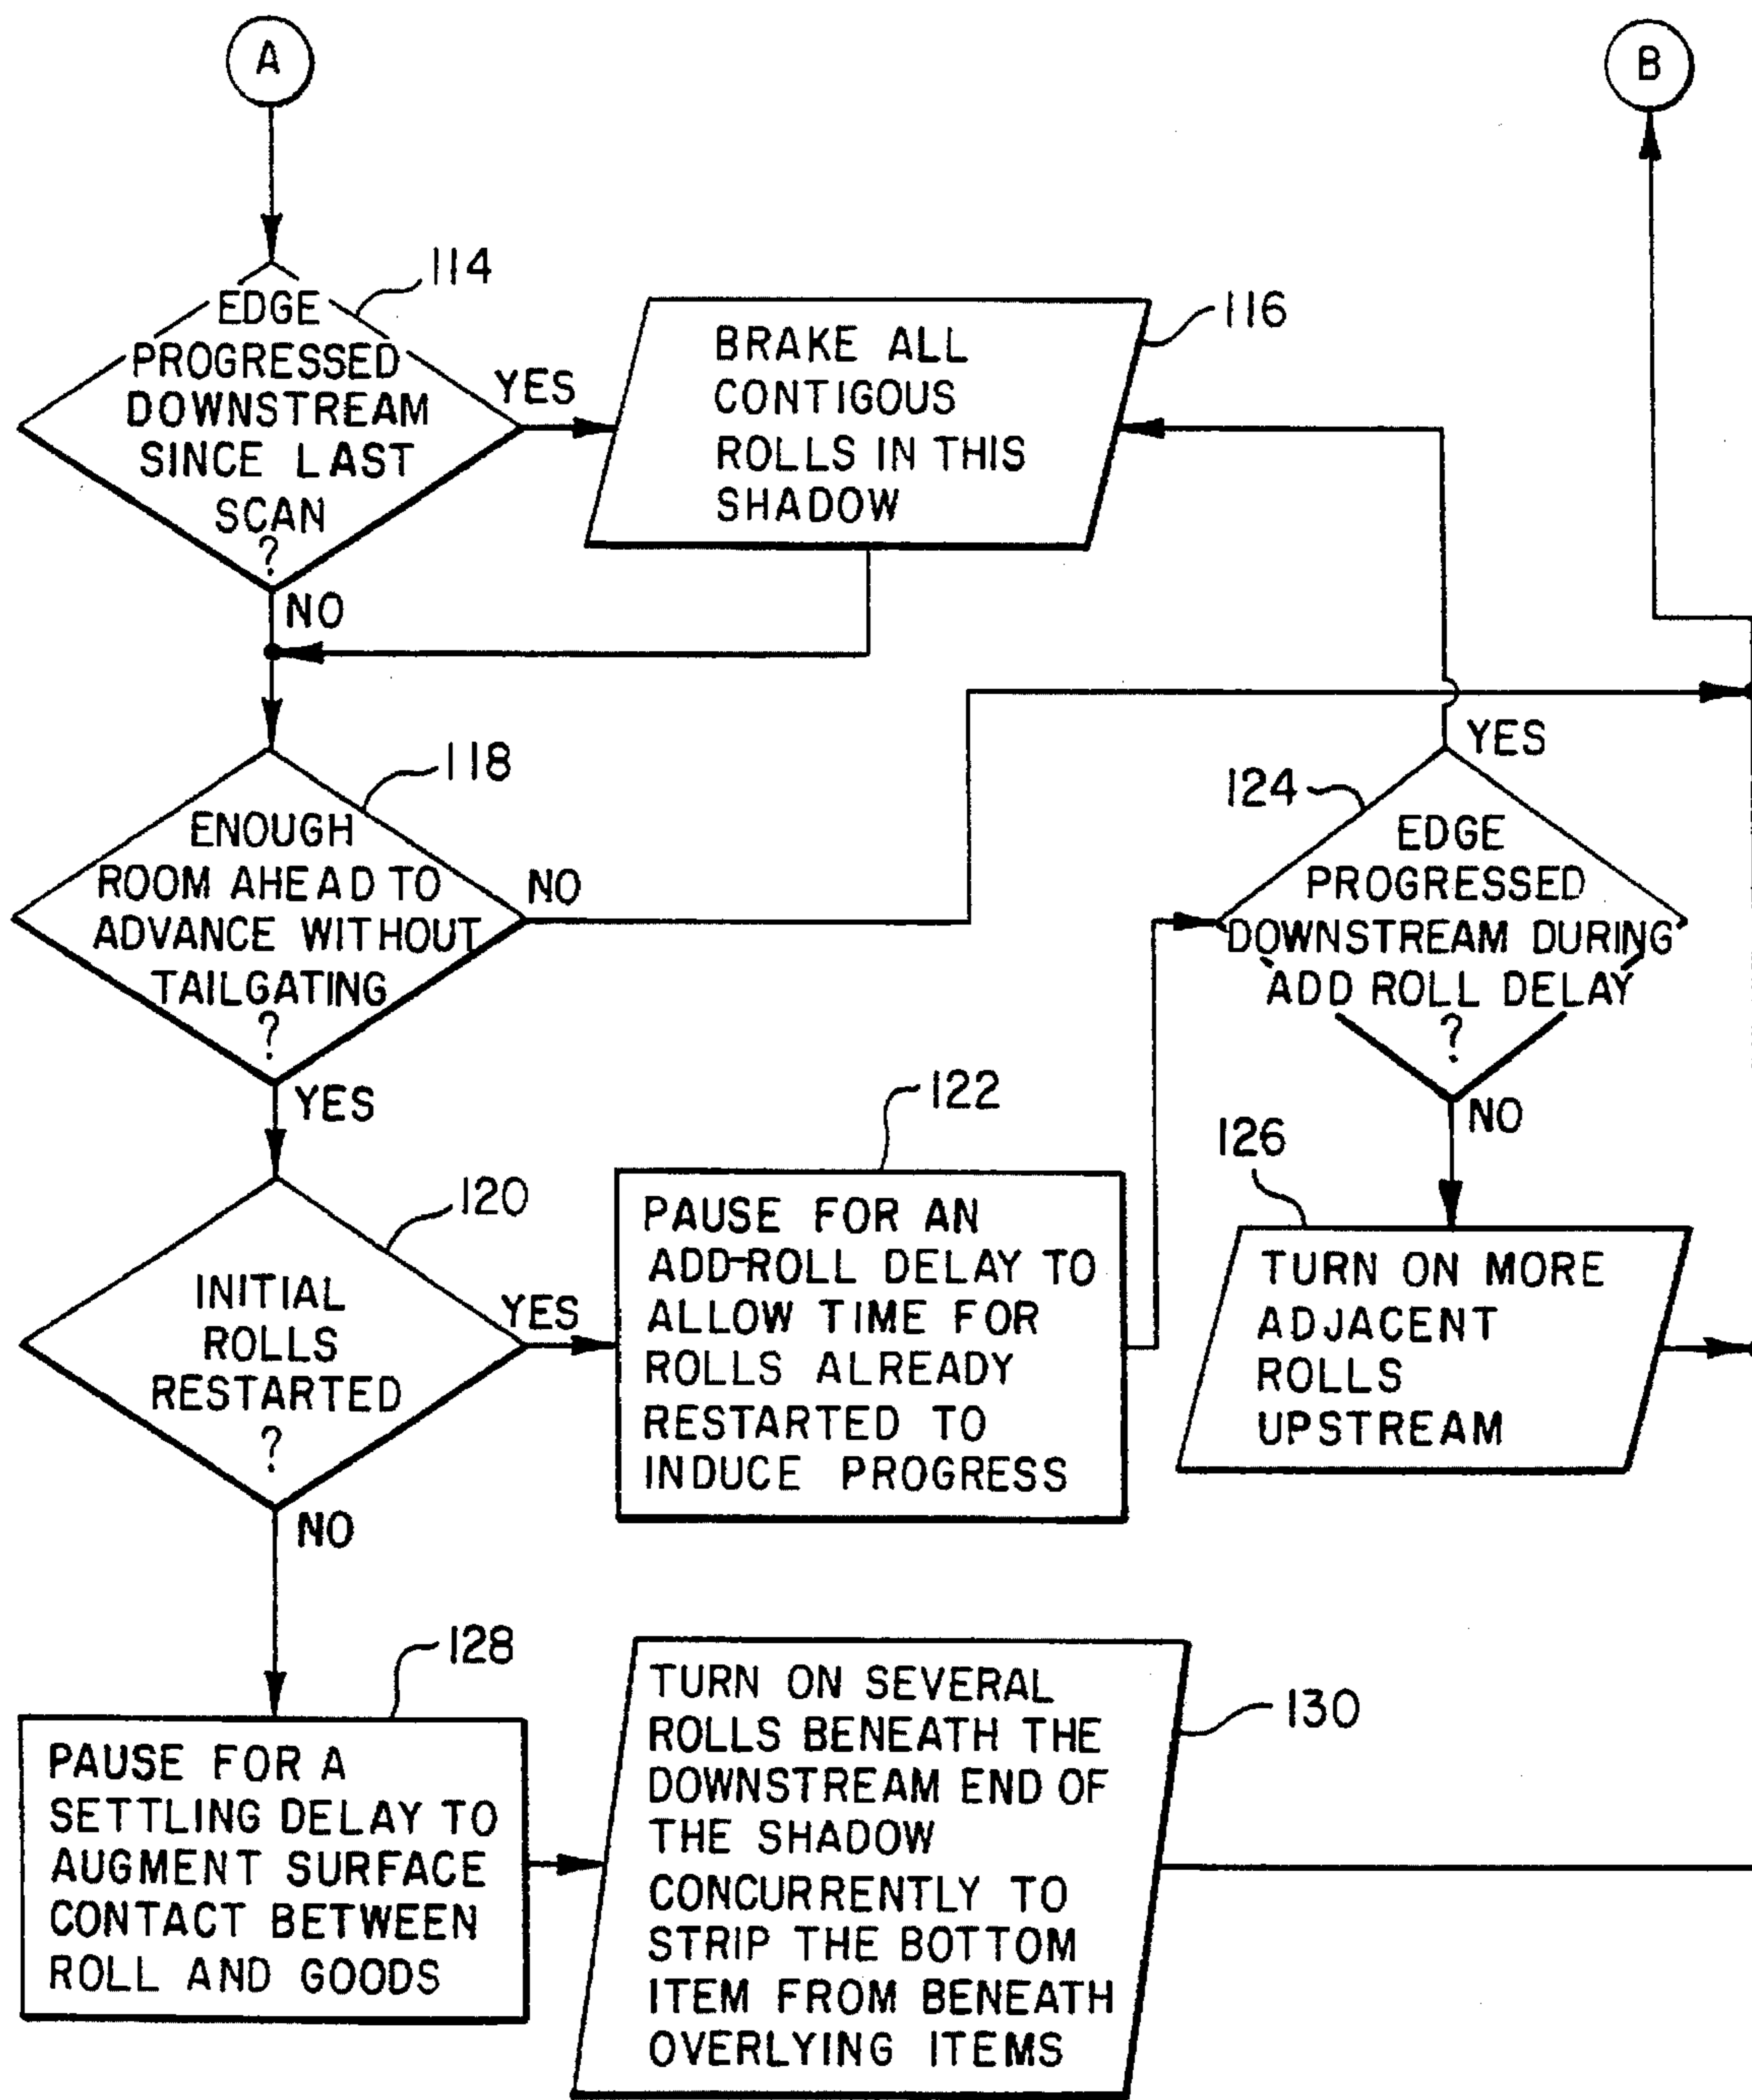 A
B
114
EDGE
PROGRESSED
DOWNSTREAM
SINCE LAST
SCAN
?
YES
NO
116
BRAKE ALL
CONTIGOUS
ROLLS IN THIS
SHADOW
118
ENOUGH
ROOM AHEAD TO
ADVANCE WITHOUT
TAILGATING
?
NO
YES
124
YES
EDGE
PROGRESSED
DOWNSTREAM DURING
ADD ROLL DELAY
?
NO
120
INITIAL
ROLLS
RESTARTED
?
YES
NO
122
PAUSE FOR AN
ADD-ROLL DELAY TO
ALLOW TIME FOR
ROLLS ALREADY
RESTARTED TO
INDUCE PROGRESS
126
TURN ON MORE
ADJACENT
ROLLS
UPSTREAM
128
PAUSE FOR A
SETTLING DELAY TO
AUGMENT SURFACE
CONTACT BETWEEN
ROLL AND GOODS
130
TURN ON SEVERAL
ROLLS BENEATH THE
DOWNSTREAM END OF
THE SHADOW
CONCURRENTLY TO
STRIP THE BOTTOM
ITEM FROM BENEATH
OVERLYING ITEMS